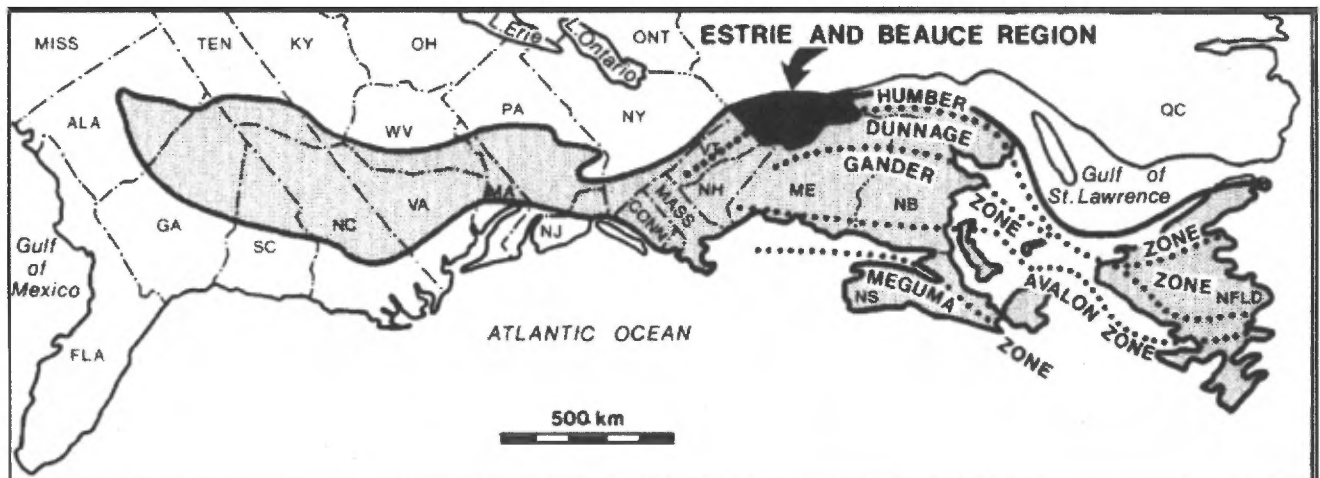 MISS
TEN
KY
OH
L. Erie
L. Ontario
ONT
ESTRIE AND BEAUCE REGION
QC
ALA
WV
PA
NY
HUMBER
DUNNAGE
GANDER
Gulf of
St. Lawrence
GA
SC
NC
VA
MA
NJ
CONN
MASS
NH
ME
NB
ZONE
ZONE
ZONE
NFLD
AVALON ZONE
MEGUMA
NS
ZONE
Gulf
of
Mexico
FLA
ATLANTIC OCEAN
500 km